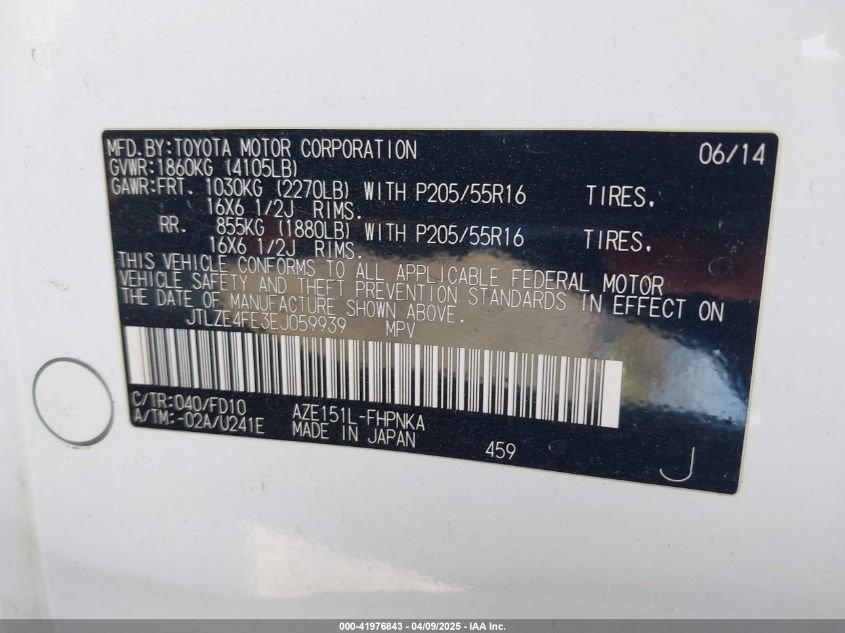 MFD.BY:TOYOTA MOTOR CORPORATION 06/14
GVWR:1860KG (4105LB)
GAWR:FRT. 1030KG (2270LB) WITH P205/55R16 TIRES,
16X6 1/2J RIMS.
RR. 855KG (1880LB) WITH P205/55R16 TIRES,
16X6 1/2J RIMS.
THIS VEHICLE CONFORMS TO ALL APPLICABLE FEDERAL MOTOR
VEHICLE SAFETY AND THEFT PREVENTION STANDARDS IN EFFECT ON
THE DATE OF MANUFACTURE SHOWN ABOVE.
JTLZE4FE3EJ059939 MPV
C/TR:040/FD10 AZE151L-FHPNKA
A/TM:-02A/U241E MADE IN JAPAN 459 J
000-41976843 / 04/09/2025 - IAA Inc.